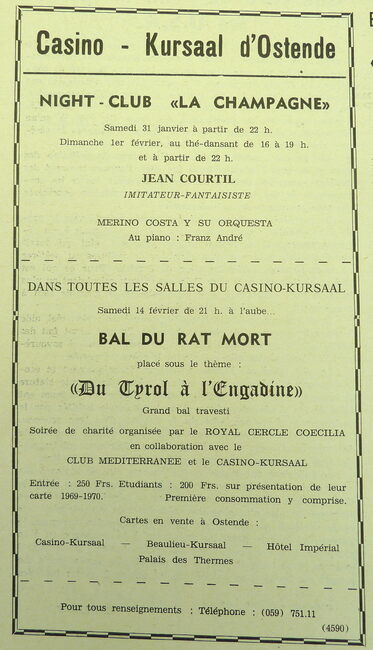 Casino - Kursaal d'Ostende
NIGHT-CLUB «LA CHAMPAGNE»
Samedi 31 janvier à partir de 22 h.
Dimanche 1er février, au thé-dansant de 16 à 19 h.
et à partir de 22 h.
JEAN COURTIL
IMITATEUR-FANTAISISTE
MERINO COSTA Y SU ORQUESTA
Au piano : Franz André
DANS TOUTES LES SALLES DU CASINO-KURSAAL
Samedi 14 février de 21 h. à l'aube...
BAL DU RAT MORT
placé sous le thème :
«Du Tyrol à l'Engadine»
Grand bal travesti
Soirée de charité organisée par le ROYAL CERCLE COECILIA
en collaboration avec le
CLUB MEDITERRANEE et le CASINO-KURSAAL
Entrée : 250 Frs. Etudiants : 200 Frs. sur présentation de leur
carte 1969-1970. Première consommation y comprise.
Cartes en vente à Ostende :
Casino-Kursaal — Beaulieu-Kursaal — Hôtel Impérial
Palais des Thermes
Pour tous renseignements : Téléphone : (059) 751.11
(4590)